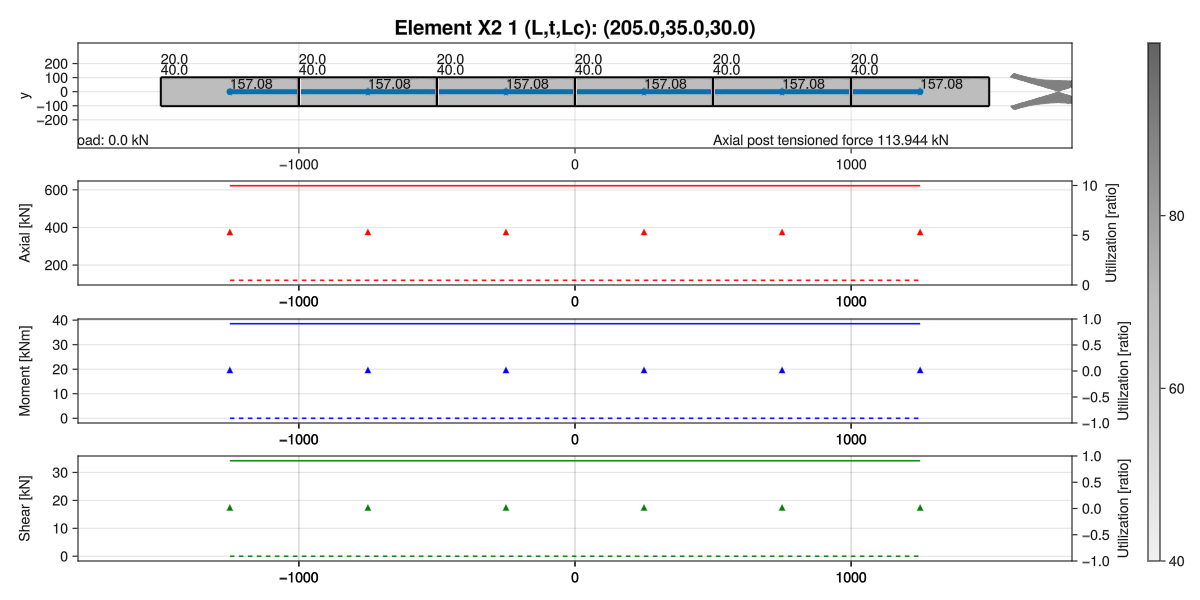 Element X2 1 (L,t,Lc): (205.0,35.0,30.0)
20.0 20.0 20.0 20.0 20.0 20.0
40.0 40.0 40.0 40.0 40.0 40.0
157.08 157.08 157.08 157.08 157.08 157.08
y
200
100
0
−100
−200
oad: 0.0 kN
Axial post tensioned force 113.944 kN
−1000 0 1000
Axial [kN]
600
400
200
10
5
0
Utilization [ratio]
−1000 0 1000
Moment [kNm]
40
30
20
10
0
1.0
0.5
0.0
−0.5
−1.0
Utilization [ratio]
−1000 0 1000
Shear [kN]
30
20
10
0
1.0
0.5
0.0
−0.5
−1.0
Utilization [ratio]
−1000 0 1000
80
60
40